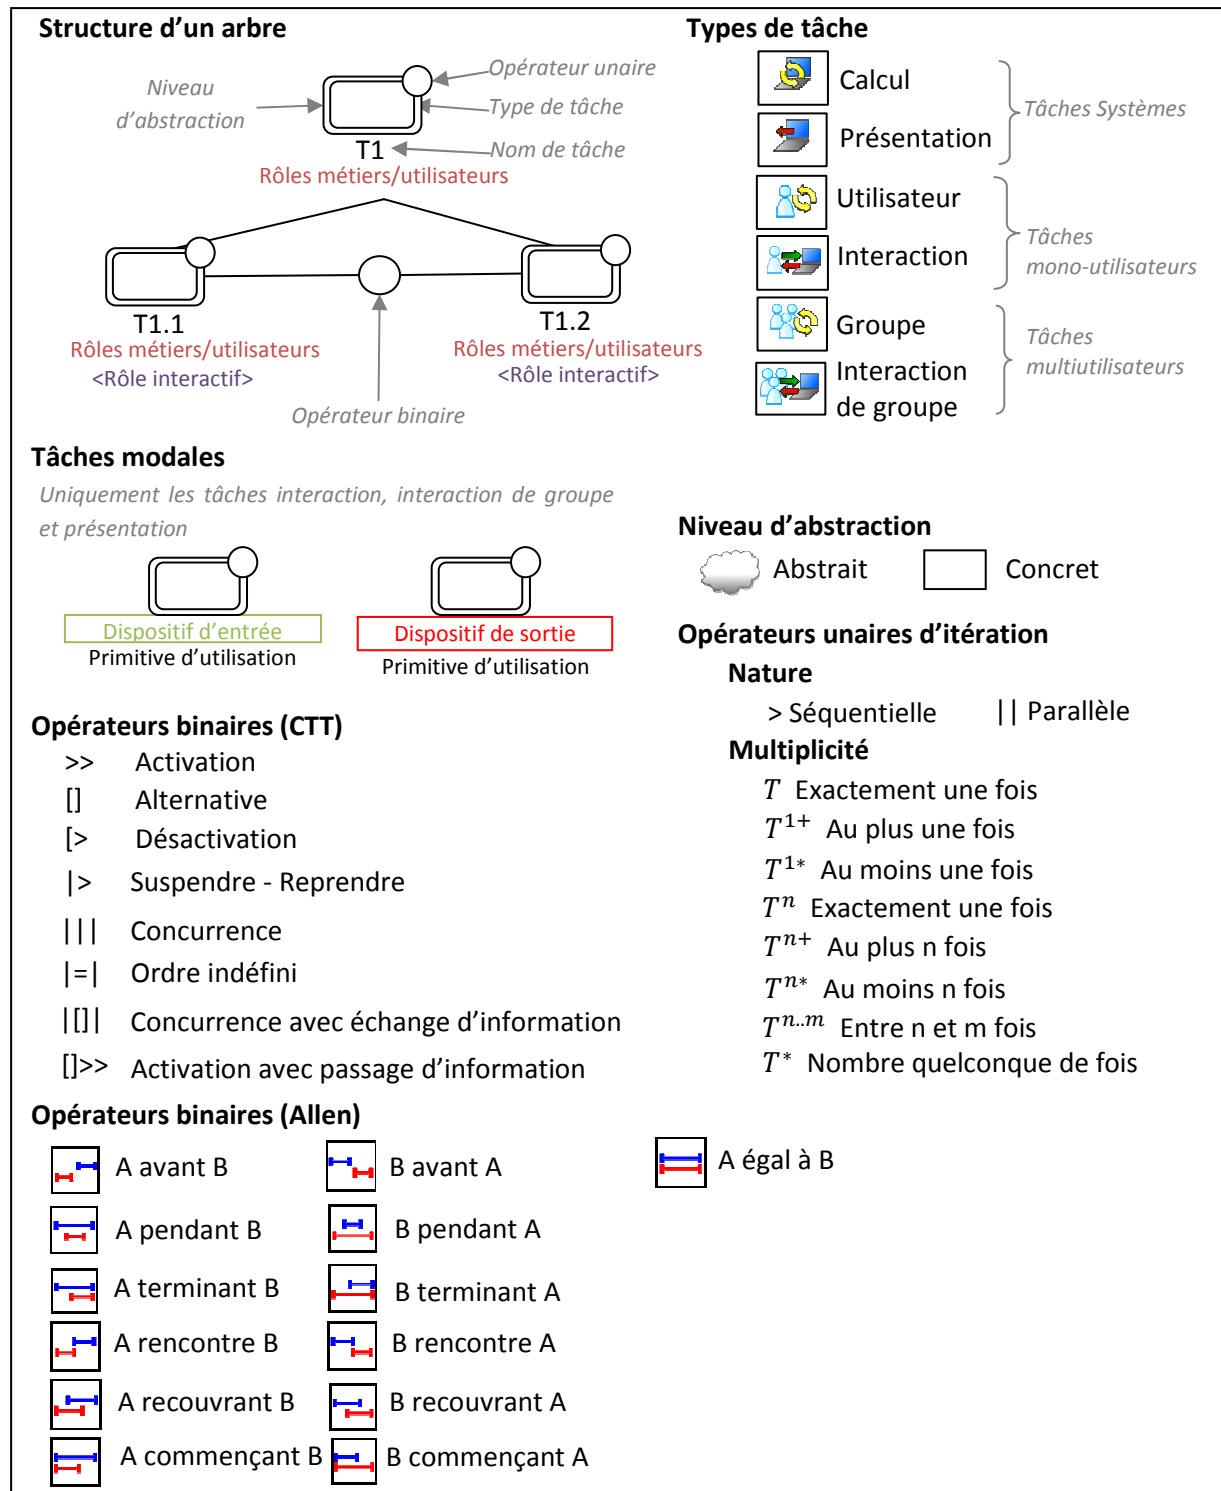 Structure d'un arbre
Niveau
d'abstraction
Opérateur unaire
Type de tâche
Nom de tâche
T1
Rôles métiers/utilisateurs
T1.1
Rôles métiers/utilisateurs
<Rôle interactif>
T1.2
Rôles métiers/utilisateurs
<Rôle interactif>
Opérateur binaire
Types de tâche
Calcul
Présentation
Tâches Systèmes
Utilisateur
Interaction
Tâches
mono-utilisateurs
Groupe
Interaction
de groupe
Tâches
multiutilisateurs
Tâches modales
Uniquement les tâches interaction, interaction de groupe
et présentation
Dispositif d'entrée
Primitive d'utilisation
Dispositif de sortie
Primitive d'utilisation
Niveau d'abstraction
Abstrait
Concret
Opérateurs unaires d'itération
Nature
> Séquentielle
|| Parallèle
Multiplicité
T Exactement une fois
T^{1+} Au plus une fois
T^{1*} Au moins une fois
T^{n} Exactement une fois
T^{n+} Au plus n fois
T^{n*} Au moins n fois
T^{n..m} Entre n et m fois
T^{*} Nombre quelconque de fois
Opérateurs binaires (CTT)
>> Activation
[] Alternative
[> Désactivation
|> Suspendre - Reprendre
||| Concurrence
|=| Ordre indéfini
|[]| Concurrence avec échange d'information
[]>> Activation avec passage d'information
Opérateurs binaires (Allen)
A avant B
B avant A
A égal à B
A pendant B
B pendant A
A terminant B
B terminant A
A rencontre B
B rencontre A
A recouvrant B
B recouvrant A
A commençant B
B commençant A